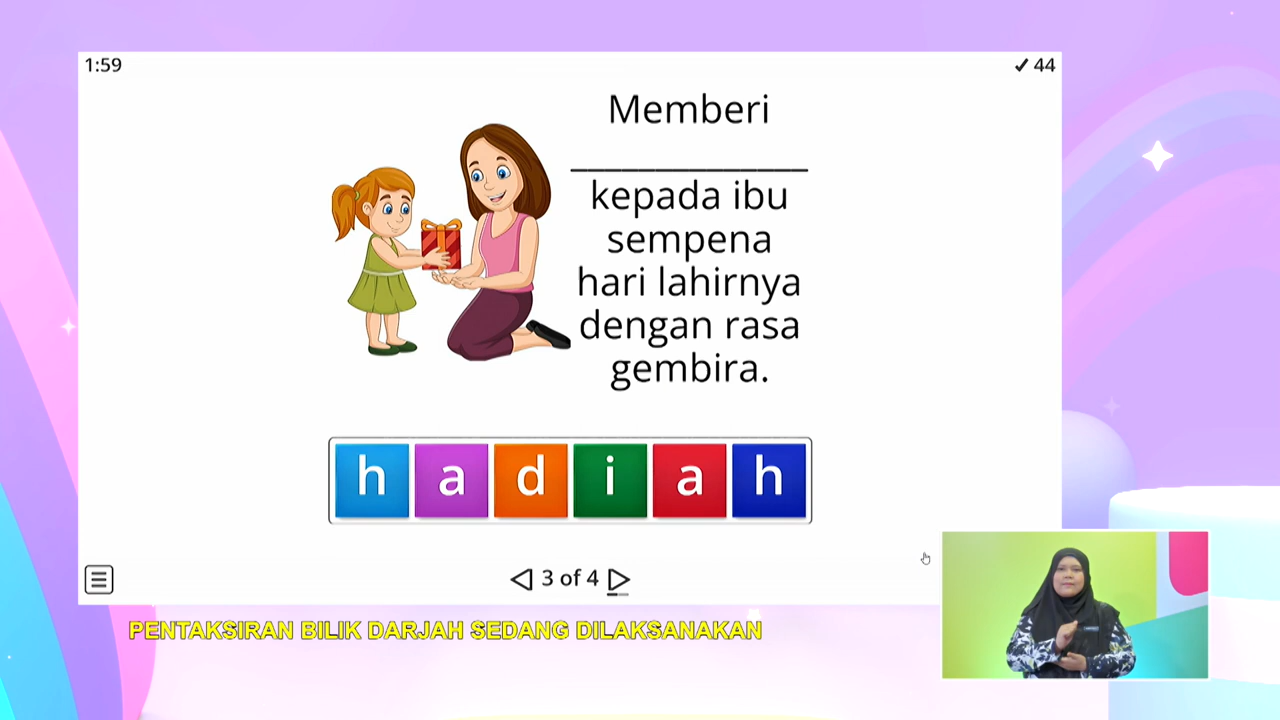 1:59
✓ 44
Memberi
______________
kepada ibu
sempena
hari lahirnya
dengan rasa
gembira.
h a d i a h
3 of 4
PENTAKSIRAN BILIK DARJAH SEDANG DILAKSANAKAN